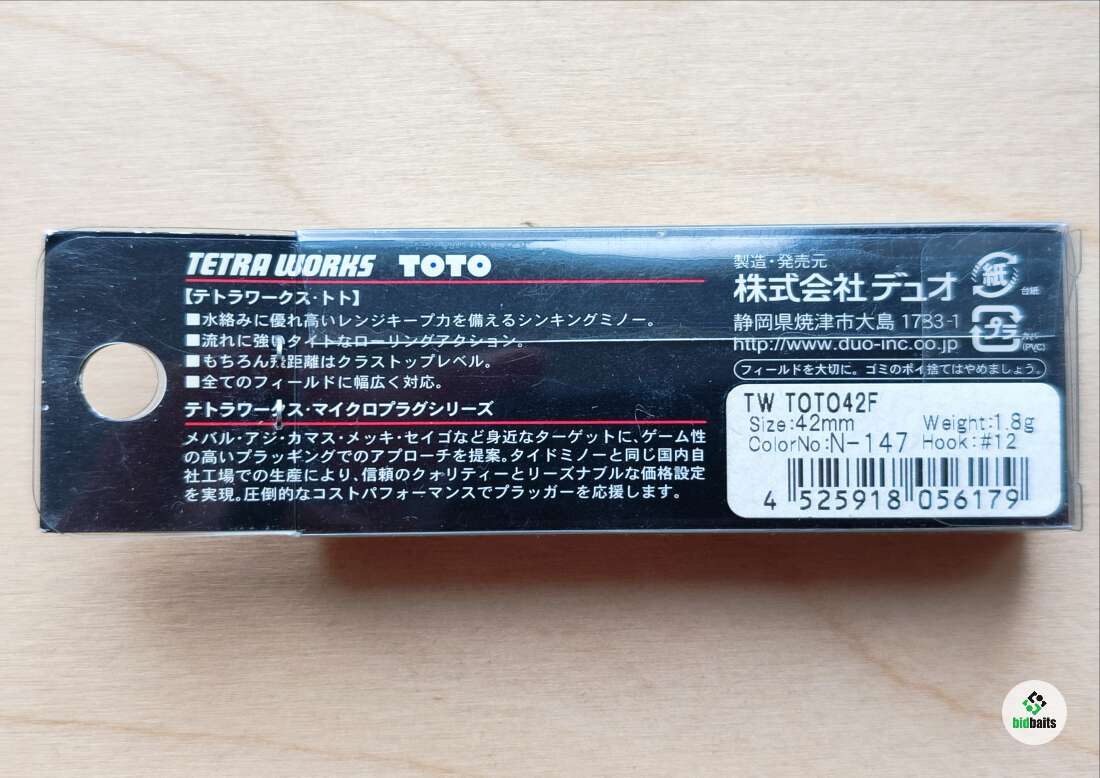 TETRA WORKS TOTO
【テトラワークス・トト】
■水絡みに優れ高いレンジキープ力を備えるシンキングミノー。
■流れに強いタイトなローリングアクション。
■もちろん飛距離はクラストップレベル。
■全てのフィールドに幅広く対応。
テトラワークス・マイクロプラグシリーズ
メバル・アジ・カマス・メッキ・セイゴなど身近なターゲットに、ゲーム性
の高いプラッギングでのアプローチを提案。タイドミノーと同じ国内自
社工場での生産により、信頼のクォリティーとリーズナブルな価格設定
を実現。圧倒的なコストパフォーマンスでプラッガーを応援します。
製造・発売元
株式会社デュオ
静岡県焼津市大島 1783-1
http://www.duo-inc.co.jp
紙
台紙
プラ
カバー
(PVC)
フィールドを大切に。ゴミのポイ捨てはやめましょう。
TW TOTO42F
Size:42mm Weight:1.8g
ColorNo:N-147 Hook:#12
4 525918 056179
bidbaits